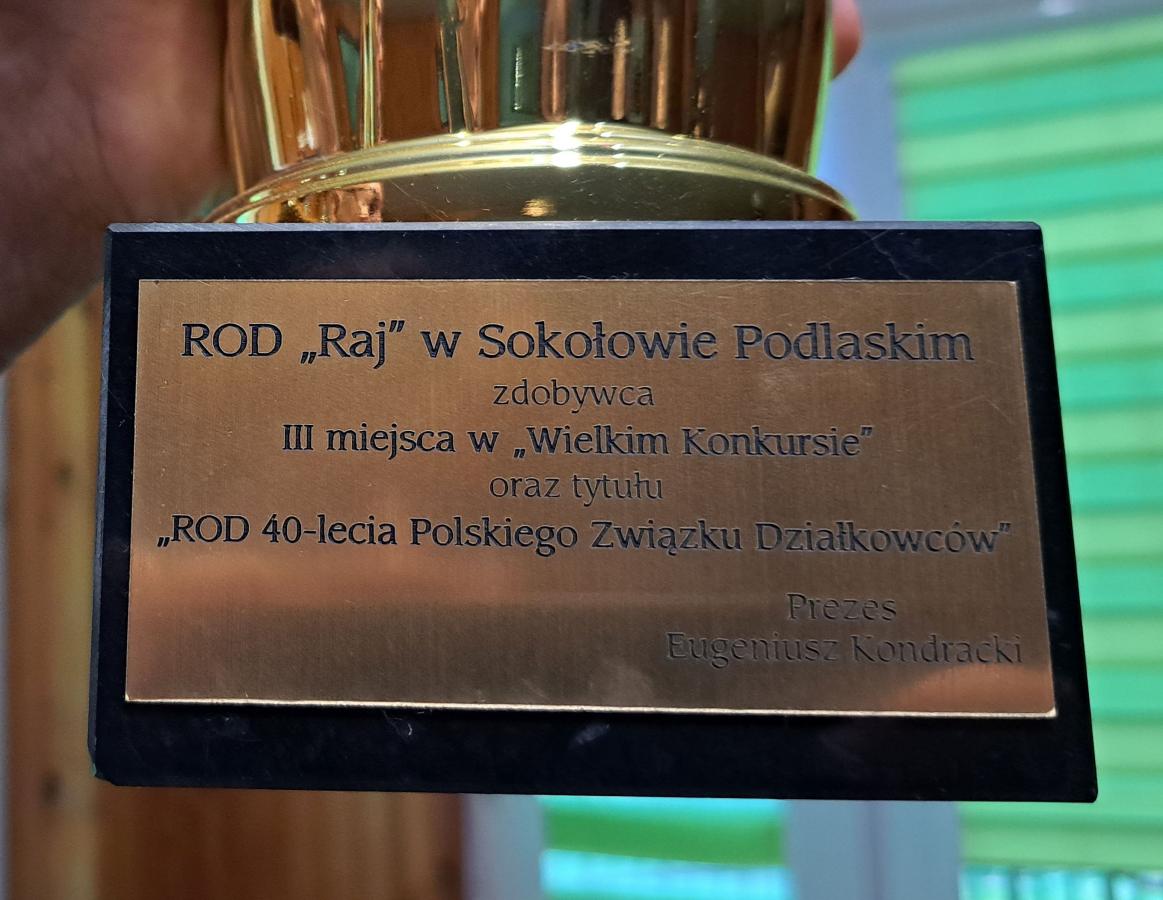 ROD „Raj” w Sokołowie Podlaskim
zdobywca
III miejsca w „Wielkim Konkursie”
oraz tytułu
„ROD 40-lecia Polskiego Związku Działkowców”
Prezes
Eugeniusz Kondracki